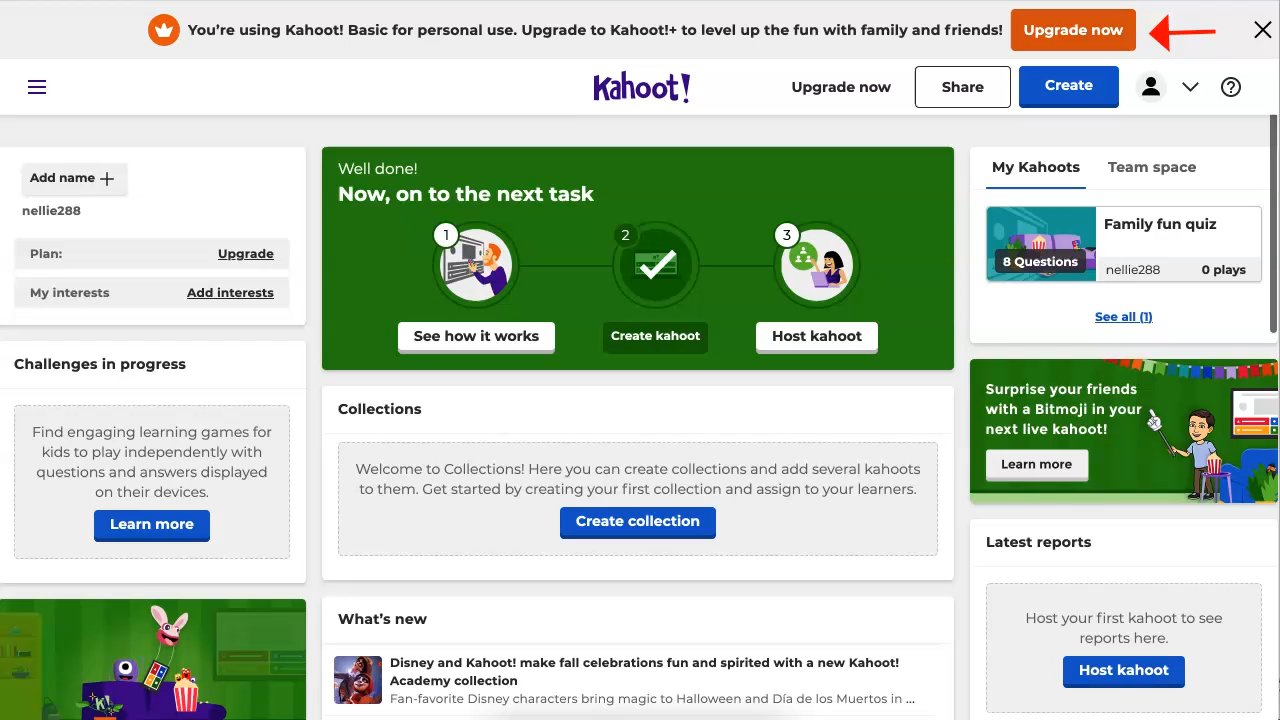 You're using Kahoot! Basic for personal use. Upgrade to Kahoot!+ to level up the fun with family and friends!
Upgrade now
Kahoot!
Upgrade now
Share
Create
Add name
nellie288
Plan:
Upgrade
My interests
Add interests
Challenges in progress
Find engaging learning games for
kids to play independently with
questions and answers displayed
on their devices.
Learn more
Well done!
Now, on to the next task
1
2
3
See how it works
Create kahoot
Host kahoot
Collections
Welcome to Collections! Here you can create collections and add several kahoots
to them. Get started by creating your first collection and assign to your learners.
Create collection
What's new
Disney and Kahoot! make fall celebrations fun and spirited with a new Kahoot!
Academy collection
Fan-favorite Disney characters bring magic to Halloween and Día de los Muertos in ...
My Kahoots
Team space
Family fun quiz
8 Questions
nellie288
0 plays
See all (1)
Surprise your friends
with a Bitmoji in your
next live kahoot!
Learn more
Latest reports
Host your first kahoot to see
reports here.
Host kahoot